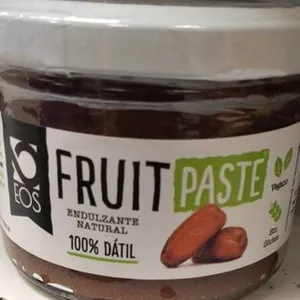 EOS
FRUIT PASTE
ENDULZANTE
NATURAL
100% DÁTIL
Vegano
Sin
Gluten